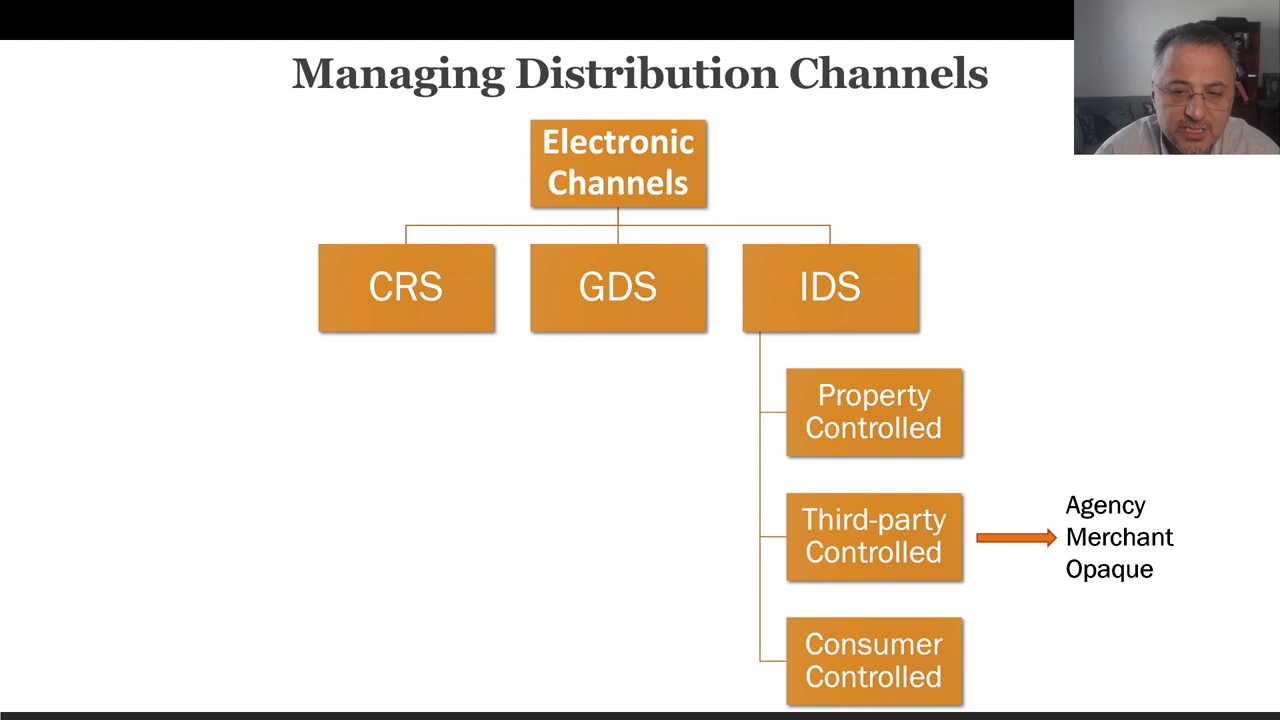 Managing Distribution Channels
Electronic
Channels
CRS
GDS
IDS
Property
Controlled
Third-party
Controlled
Agency
Merchant
Opaque
Consumer
Controlled